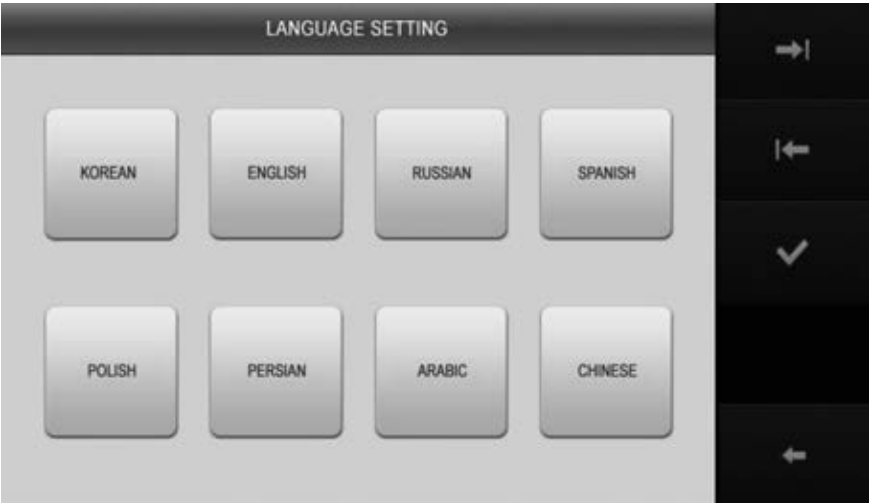 LANGUAGE SETTING
KOREAN ENGLISH RUSSIAN SPANISH
POLISH PERSIAN ARABIC CHINESE